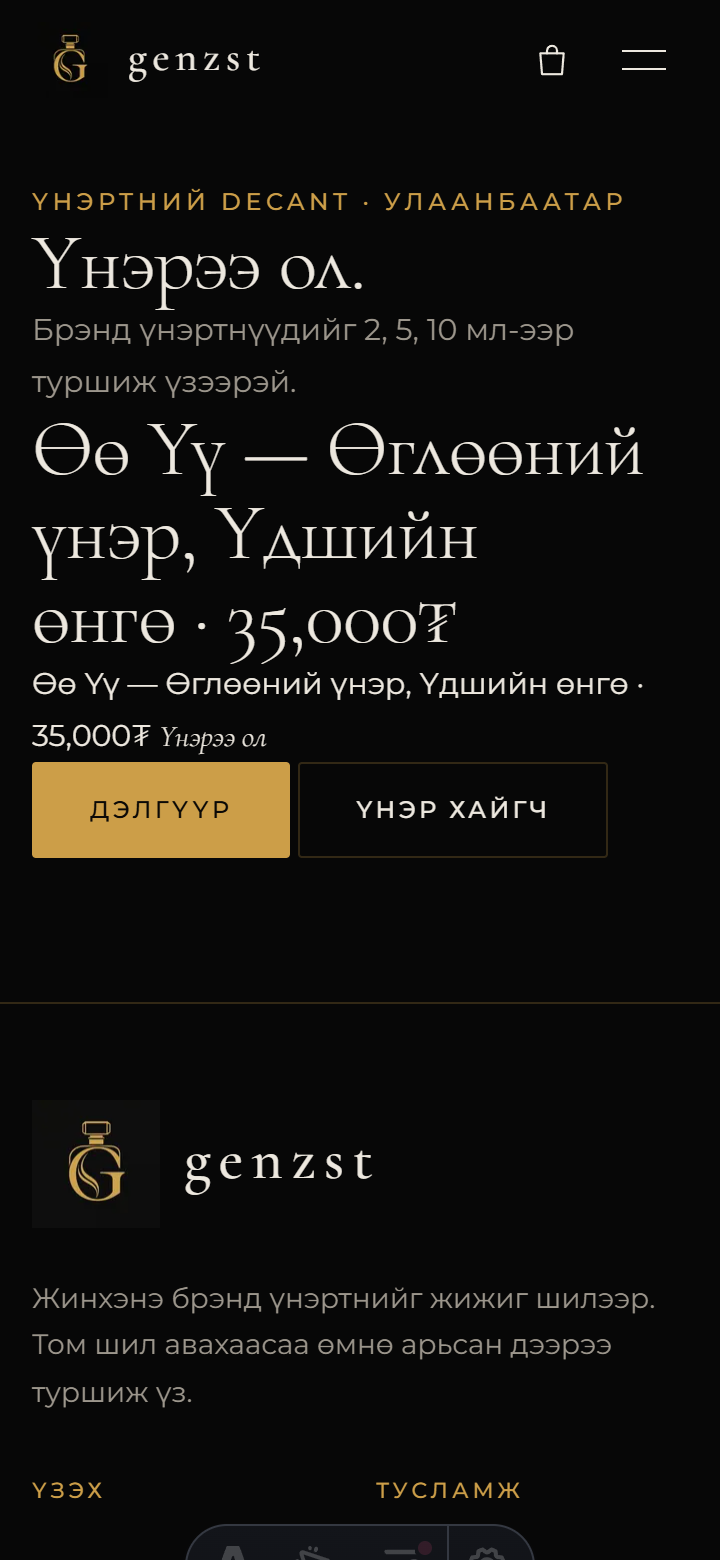 genzst
ҮНЭРТНИЙ DECANT · УЛААНБААТАР
Үнэрээ ол.
Брэнд үнэртнүүдийг 2, 5, 10 мл-ээр
туршиж үзээрэй.
Өө Үү — Өглөөний
үнэр, Үдшийн
өнгө · 35,000₮
Өө Үү — Өглөөний үнэр, Үдшийн өнгө ·
35,000₮ Үнэрээ ол
ДЭЛГҮҮР ҮНЭР ХАЙГЧ
genzst
Жинхэнэ брэнд үнэртнийг жижиг шилээр.
Том шил авахаасаа өмнө арьсан дээрээ
туршиж үз.
ҮЗЭХ ТУСЛАМЖ